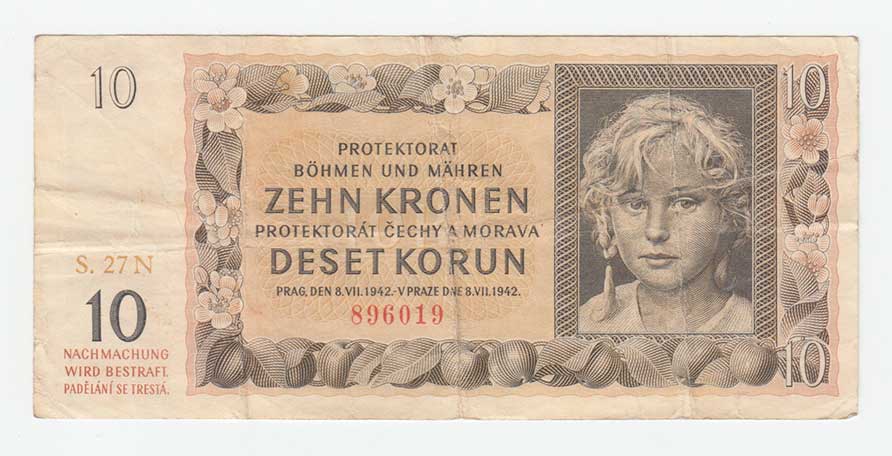 10
10
PROTEKTORAT
BÖHMEN UND MÄHREN
ZEHN KRONEN
PROTEKTORÁT ČECHY A MORAVA
DESET KORUN
PRAG, DEN 8. VII. 1942.-V PRAZE DNE 8. VII. 1942.
896019
S. 27 N
10
NACHMACHUNG
WIRD BESTRAFT.
PADĚLÁNÍ SE TRESTÁ.
10